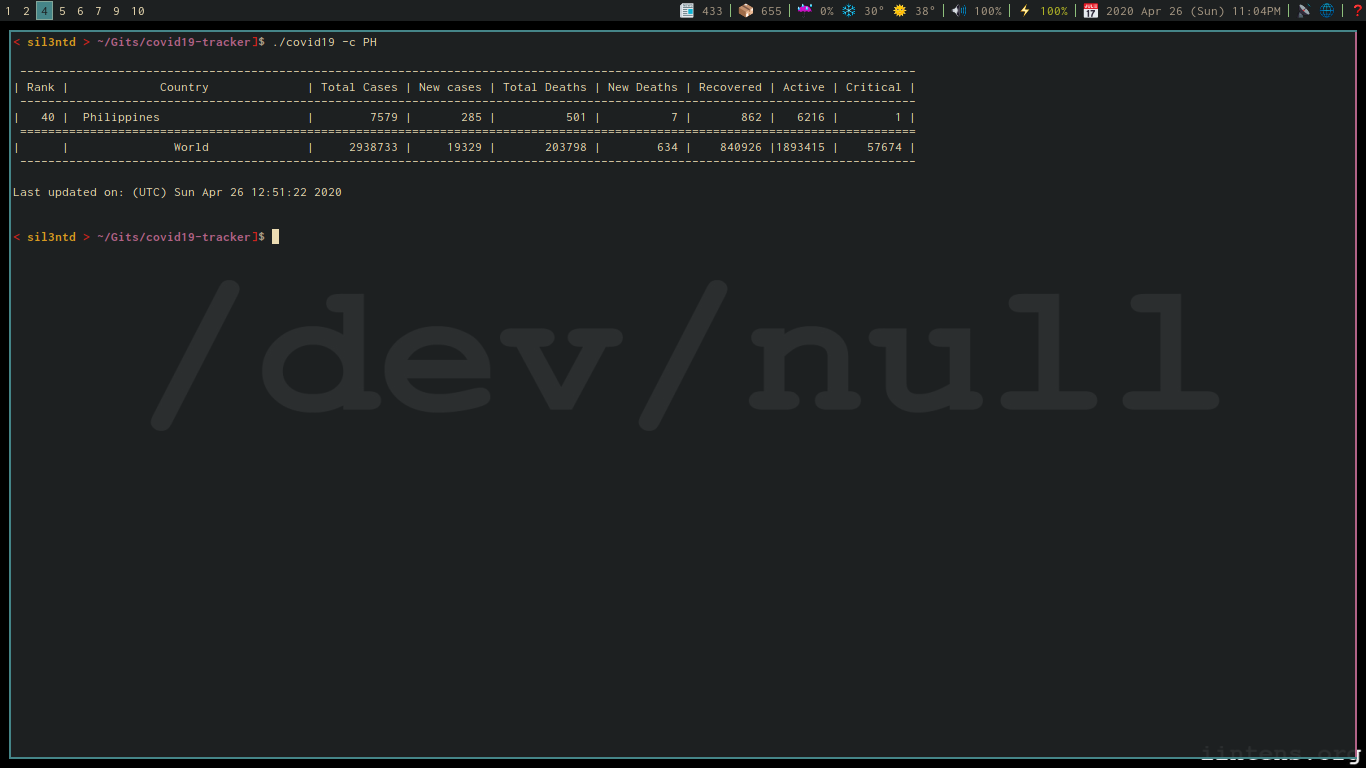 1 2 4 5 6 7 9 10 433 | 655 | 0% 30° 38° | 100% | 100% | 2020 Apr 26 (Sun) 11:04PM | | ?
< sil3ntd > ~/Gits/covid19-tracker]$ ./covid19 -c PH
| Rank | Country | Total Cases | New cases | Total Deaths | New Deaths | Recovered | Active | Critical |
| 40 | Philippines | 7579 | 285 | 501 | 7 | 862 | 6216 | 1 |
| | World | 2938733 | 19329 | 203798 | 634 | 840926 |1893415 | 57674 |
Last updated on: (UTC) Sun Apr 26 12:51:22 2020
< sil3ntd > ~/Gits/covid19-tracker]$
/dev/null
iintens.org